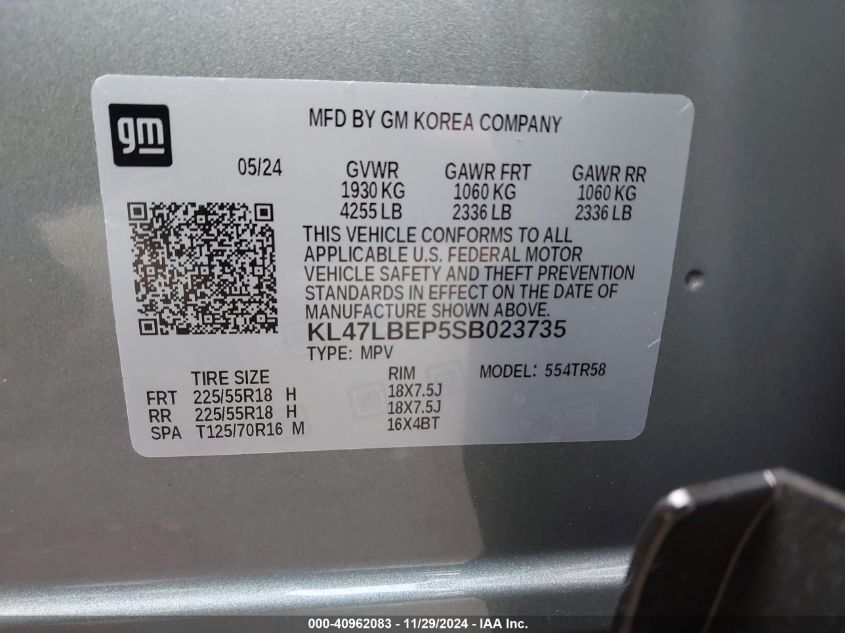 gm
MFD BY GM KOREA COMPANY
05/24 GVWR GAWR FRT GAWR RR
1930 KG 1060 KG 1060 KG
4255 LB 2336 LB 2336 LB
THIS VEHICLE CONFORMS TO ALL
APPLICABLE U.S. FEDERAL MOTOR
VEHICLE SAFETY AND THEFT PREVENTION
STANDARDS IN EFFECT ON THE DATE OF
MANUFACTURE SHOWN ABOVE.
KL47LBEP5SB023735
TYPE: MPV
TIRE SIZE RIM MODEL: 554TR58
FRT 225/55R18 H 18X7.5J
RR 225/55R18 H 18X7.5J
SPA T125/70R16 M 16X4BT
000-40962083 - 11/29/2024 - IAA Inc.